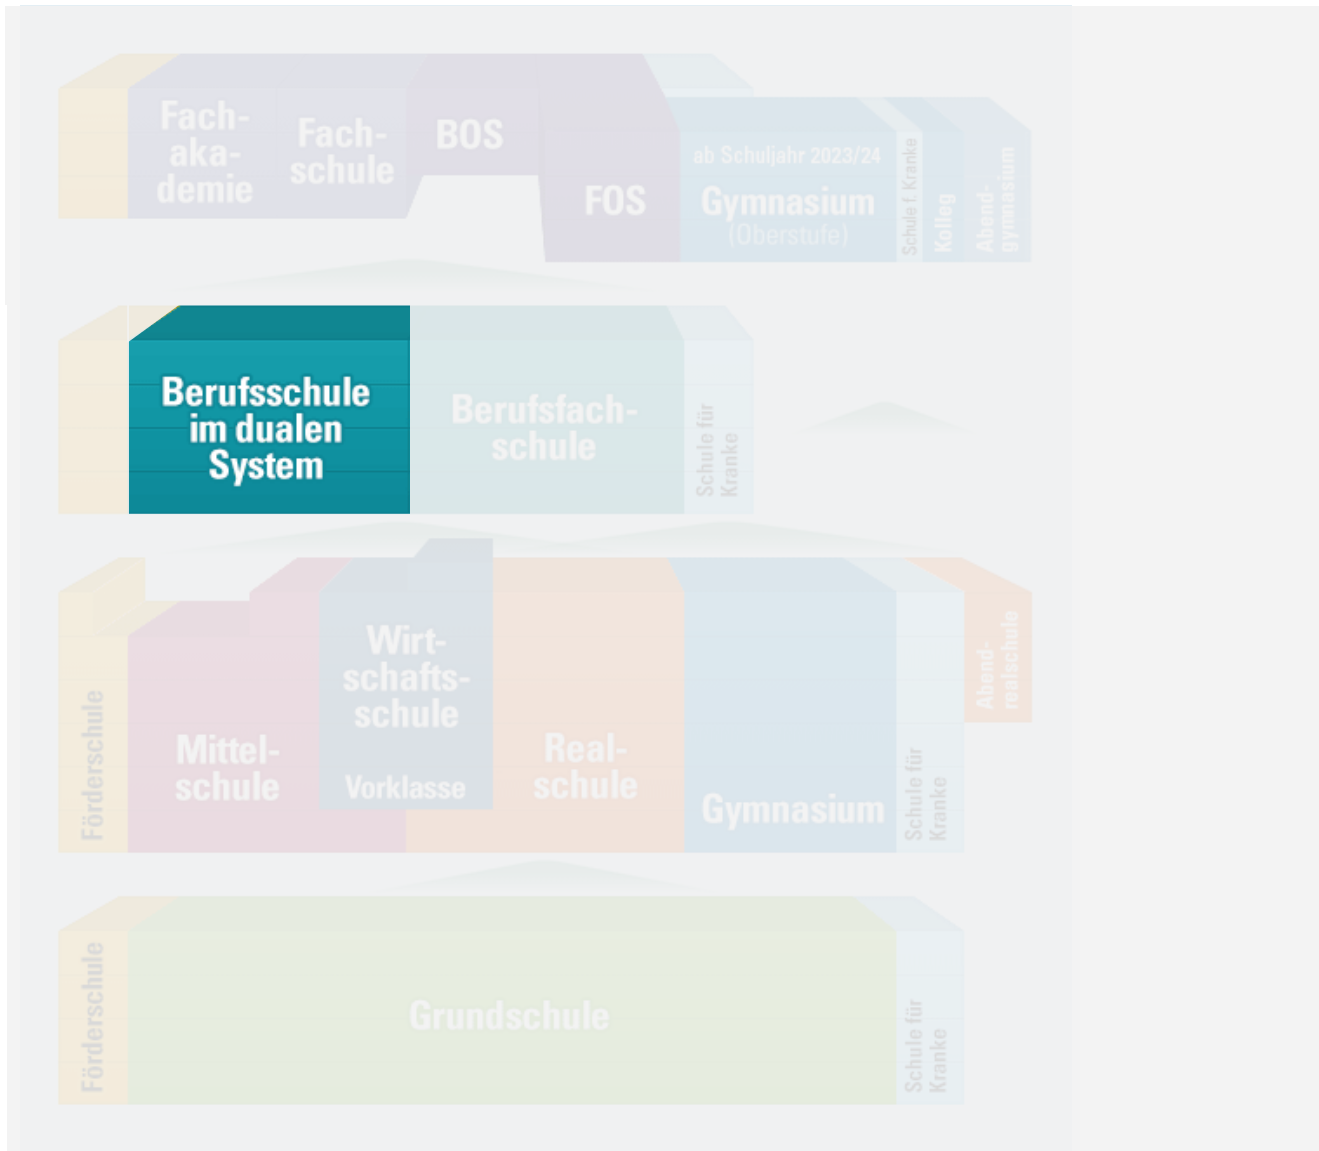 Fach-
aka-
demie
Fach-
schule
BOS
FOS
ab Schuljahr 2023/24
Gymnasium
(Oberstufe)
Schule f. Kranke
Kolleg
Abend-
gymnasium
Berufsschule
im dualen
System
Berufsfach-
schule
Schule für
Kranke
Förderschule
Mittel-
schule
Wirt-
schafts-
schule
Vorklasse
Real-
schule
Gymnasium
Schule für
Kranke
Abend-
realschule
Förderschule
Grundschule
Schule für
Kranke